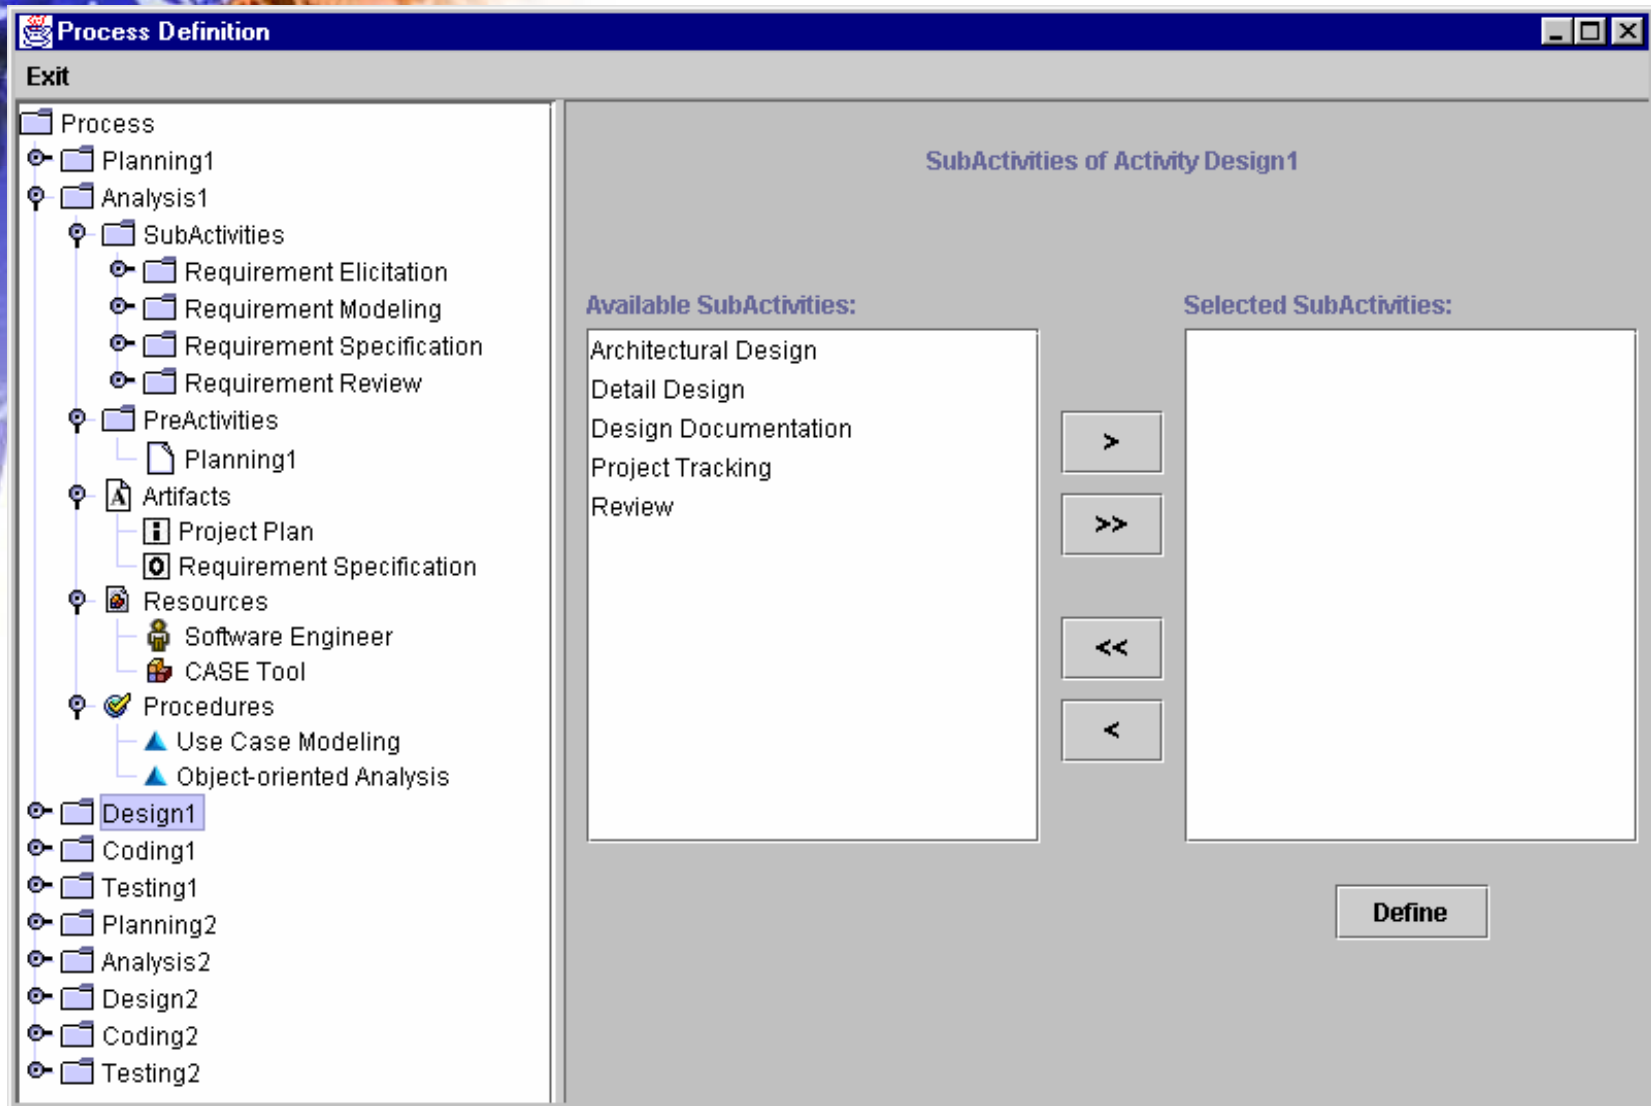 Process Definition
Exit
Process
Planning1
Analysis1
SubActivities
Requirement Elicitation
Requirement Modeling
Requirement Specification
Requirement Review
PreActivities
Planning1
Artifacts
Project Plan
Requirement Specification
Resources
Software Engineer
CASE Tool
Procedures
Use Case Modeling
Object-oriented Analysis
Design1
Coding1
Testing1
Planning2
Analysis2
Design2
Coding2
Testing2
SubActivities of Activity Design1
Available SubActivities:
Architectural Design
Detail Design
Design Documentation
Project Tracking
Review
>
>>
<<
<
Selected SubActivities:
Define